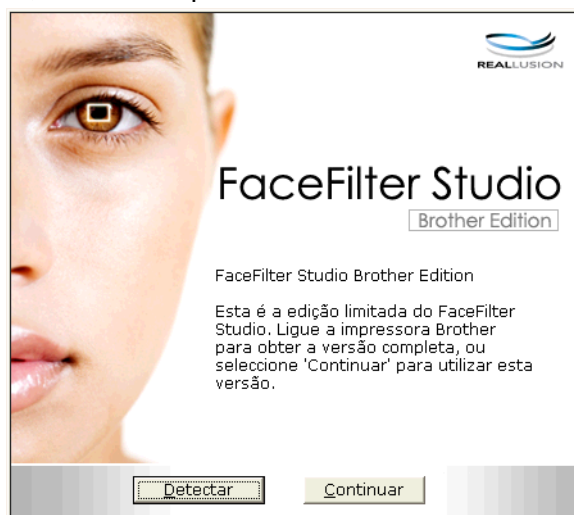 REALLUSION
FaceFilter Studio
Brother Edition
FaceFilter Studio Brother Edition
Esta é a edição limitada do FaceFilter
Studio. Ligue a impressora Brother
para obter a versão completa, ou
seleccione 'Continuar' para utilizar esta
versão.
Detectar
Continuar